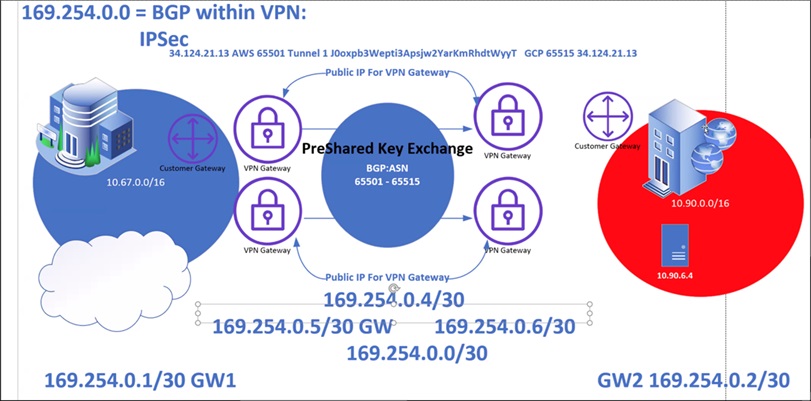 169.254.0.0 = BGP within VPN:
IPSec
34.124.21.13 AWS 65501 Tunnel 1 J0oxpb3Wepti3Apsjw2YarKmRhdtWyyT GCP 65515 34.124.21.13
Public IP For VPN Gateway
Customer Gateway
VPN Gateway
PreShared Key Exchange
VPN Gateway
Customer Gateway
10.67.0.0/16
BGP:ASN
65501 - 65515
10.90.0.0/16
VPN Gateway
VPN Gateway
10.90.6.4
Public IP For VPN Gateway
169.254.0.4/30
169.254.0.5/30 GW 169.254.0.6/30
169.254.0.0/30
169.254.0.1/30 GW1
GW2 169.254.0.2/30